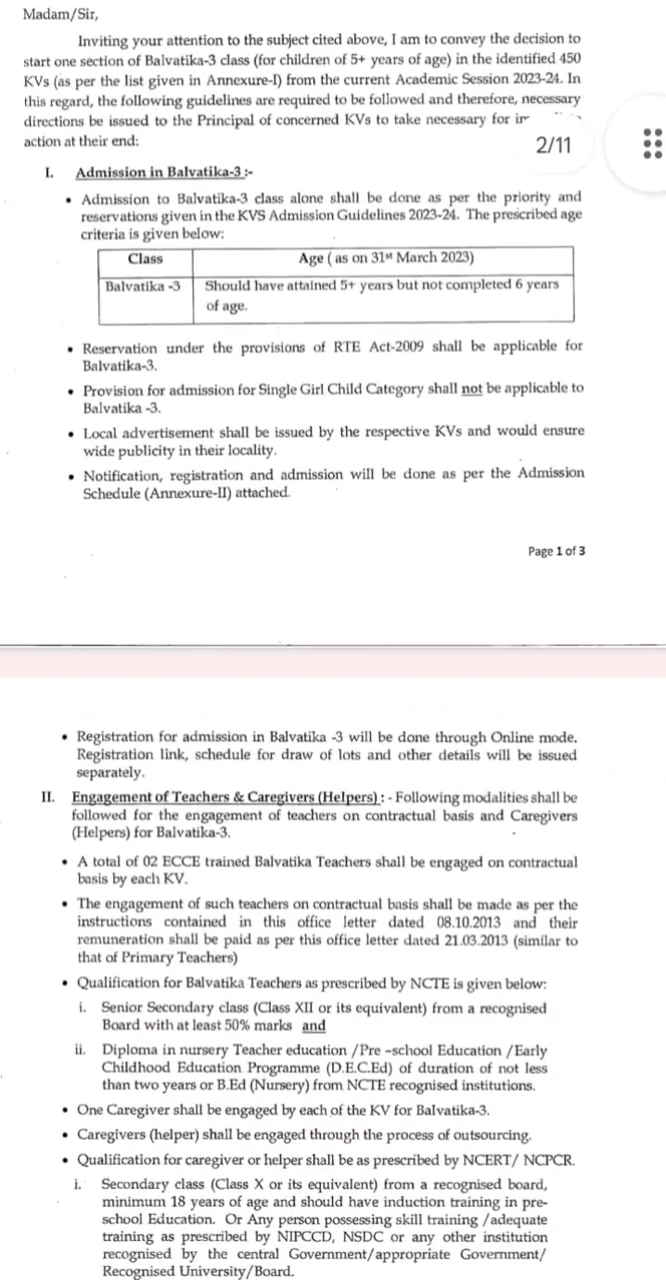 Madam/Sir,
Inviting your attention to the subject cited above, I am to convey the decision to
start one section of Balvatika-3 class (for children of 5+ years of age) in the identified 450
KVs (as per the list given in Annexure-I) from the current Academic Session 2023-24. In
this regard, the following guidelines are required to be followed and therefore, necessary
directions be issued to the Principal of concerned KVs to take necessary for
action at their end:
2/11
I. Admission in Balvatika-3 :-
• Admission to Balvatika-3 class alone shall be done as per the priority and
reservations given in the KVS Admission Guidelines 2023-24. The prescribed age
criteria is given below:
Class Age ( as on 31st March 2023)
Balvatika -3 Should have attained 5+ years but not completed 6 years
of age.
• Reservation under the provisions of RTE Act-2009 shall be applicable for
Balvatika-3.
• Provision for admission for Single Girl Child Category shall not be applicable to
Balvatika -3.
• Local advertisement shall be issued by the respective KVs and would ensure
wide publicity in their locality.
• Notification, registration and admission will be done as per the Admission
Schedule (Annexure-II) attached.
Page 1 of 3
• Registration for admission in Balvatika -3 will be done through Online mode.
Registration link, schedule for draw of lots and other details will be issued
separately.
II. Engagement of Teachers & Caregivers (Helpers) : - Following modalities shall be
followed for the engagement of teachers on contractual basis and Caregivers
(Helpers) for Balvatika-3.
• A total of 02 ECCE trained Balvatika Teachers shall be engaged on contractual
basis by each KV.
• The engagement of such teachers on contractual basis shall be made as per the
instructions contained in this office letter dated 08.10.2013 and their
remuneration shall be paid as per this office letter dated 21.03.2013 (similar to
that of Primary Teachers)
• Qualification for Balvatika Teachers as prescribed by NCTE is given below:
i. Senior Secondary class (Class XII or its equivalent) from a recognised
Board with at least 50% marks and
ii. Diploma in nursery Teacher education /Pre –school Education /Early
Childhood Education Programme (D.E.C.Ed) of duration of not less
than two years or B.Ed (Nursery) from NCTE recognised institutions.
• One Caregiver shall be engaged by each of the KV for Balvatika-3.
• Caregivers (helper) shall be engaged through the process of outsourcing.
• Qualification for caregiver or helper shall be as prescribed by NCERT/ NCPCR.
i. Secondary class (Class X or its equivalent) from a recognised board,
minimum 18 years of age and should have induction training in pre-
school Education. Or Any person possessing skill training /adequate
training as prescribed by NIPCCD, NSDC or any other institution
recognised by the central Government/appropriate Government/
Recognised University/Board.